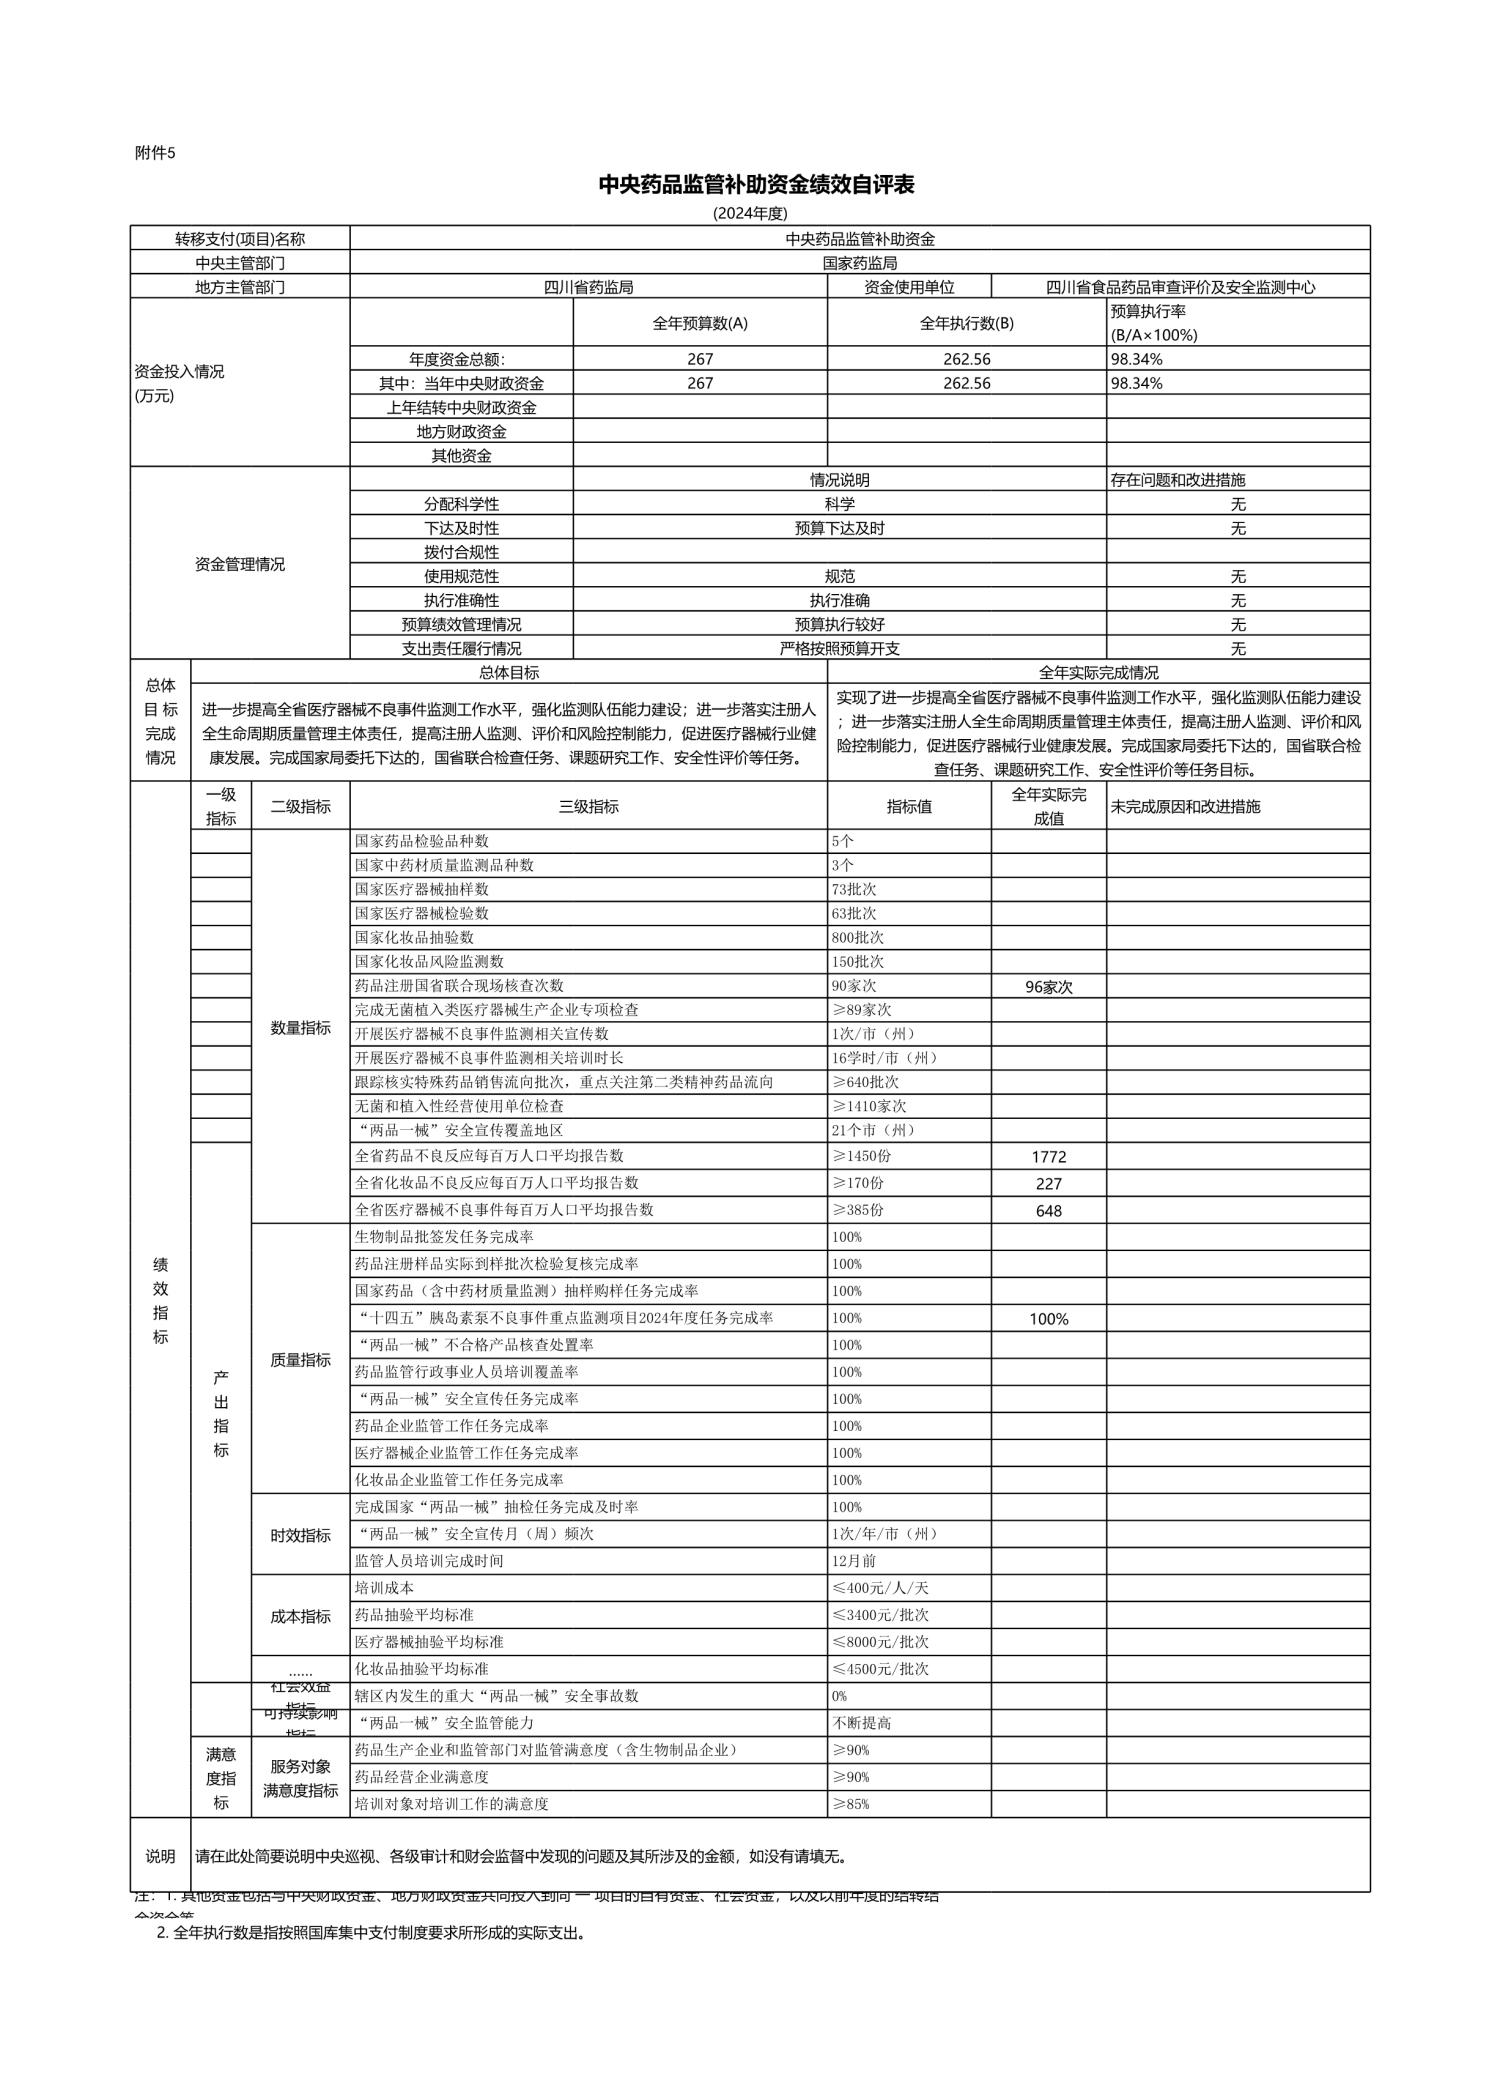 附件5
中央药品监管补助资金绩效自评表
(2024年度)
转移支付(项目)名称 中央药品监管补助资金
中央主管部门 国家药监局
地方主管部门 四川省药监局 资金使用单位 四川省食品药品审查评价及安全监测中心
资金投入情况
(万元)
全年预算数(A) 全年执行数(B) 预算执行率
(B/A×100%)
年度资金总额： 267 262.56 98.34%
其中：当年中央财政资金 267 262.56 98.34%
上年结转中央财政资金
地方财政资金
其他资金
资金管理情况
情况说明 存在问题和改进措施
分配科学性 科学 无
下达及时性 预算下达及时 无
拨付合规性
使用规范性 规范 无
执行准确性 执行准确 无
预算绩效管理情况 预算执行较好 无
支出责任履行情况 严格按照预算开支 无
总体
目 标
完成
情况
总体目标 全年实际完成情况
进一步提高全省医疗器械不良事件监测工作水平，强化监测队伍能力建设；进一步落实注册人
全生命周期质量管理主体责任，提高注册人监测、评价和风险控制能力，促进医疗器械行业健
康发展。完成国家局委托下达的，国省联合检查任务、课题研究工作、安全性评价等任务。
实现了进一步提高全省医疗器械不良事件监测工作水平，强化监测队伍能力建设
；进一步落实注册人全生命周期质量管理主体责任，提高注册人监测、评价和风
险控制能力，促进医疗器械行业健康发展。完成国家局委托下达的，国省联合检
查任务、课题研究工作、安全性评价等任务目标。
绩
效
指
标
一级
指标
二级指标 三级指标 指标值 全年实际完
成值
未完成原因和改进措施
数量指标
国家药品检验品种数 5个
国家中药材质量监测品种数 3个
国家医疗器械抽样数 73批次
国家医疗器械检验数 63批次
国家化妆品抽验数 800批次
国家化妆品风险监测数 150批次
药品注册国省联合现场核查次数 90家次 96家次
完成无菌植入类医疗器械生产企业专项检查 ≥89家次
开展医疗器械不良事件监测相关宣传数 1次/市（州）
开展医疗器械不良事件监测相关培训时长 16学时/市（州）
跟踪核实特殊药品销售流向批次，重点关注第二类精神药品流向 ≥640批次
无菌和植入性经营使用单位检查 ≥1410家次
“两品一械”安全宣传覆盖地区 21个市（州）
产
出
指
标
全省药品不良反应每百万人口平均报告数 ≥1450份 1772
全省化妆品不良反应每百万人口平均报告数 ≥170份 227
全省医疗器械不良事件每百万人口平均报告数 ≥385份 648
质量指标
生物制品批签发任务完成率 100%
药品注册样品实际到样批次检验复核完成率 100%
国家药品（含中药材质量监测）抽样购样任务完成率 100%
“十四五”胰岛素泵不良事件重点监测项目2024年度任务完成率 100% 100%
“两品一械”不合格产品核查处置率 100%
药品监管行政事业人员培训覆盖率 100%
“两品一械”安全宣传任务完成率 100%
药品企业监管工作任务完成率 100%
医疗器械企业监管工作任务完成率 100%
化妆品企业监管工作任务完成率 100%
时效指标
完成国家“两品一械”抽检任务完成及时率 100%
“两品一械”安全宣传月（周）频次 1次/年/市（州）
监管人员培训完成时间 12月前
成本指标
培训成本 ≤400元/人/天
药品抽验平均标准 ≤3400元/批次
医疗器械抽验平均标准 ≤8000元/批次
...... 化妆品抽验平均标准 ≤4500元/批次
社会效益
指标
辖区内发生的重大“两品一械”安全事故数 0%
可持续影响
指标
“两品一械”安全监管能力 不断提高
满意
度指
标
服务对象
满意度指标
药品生产企业和监管部门对监管满意度（含生物制品企业） ≥90%
药品经营企业满意度 ≥90%
培训对象对培训工作的满意度 ≥85%
说明 请在此处简要说明中央巡视、各级审计和财会监督中发现的问题及其所涉及的金额，如没有请填无。
注： 1. 其他资金包括与中央财政资金、地方财政资金共同投入到同 一 项目的自有资金、社会资金，以及以前年度的结转结
余资金等
2. 全年执行数是指按照国库集中支付制度要求所形成的实际支出。